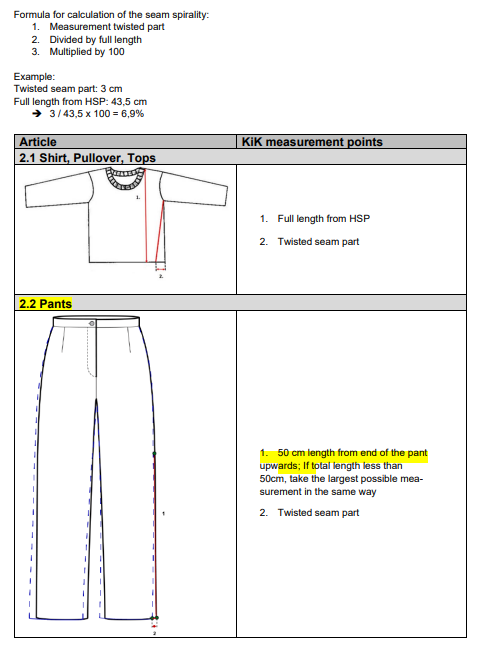 Formula for calculation of the seam spirality:
1. Measurement twisted part
2. Divided by full length
3. Multiplied by 100
Example:
Twisted seam part: 3 cm
Full length from HSP: 43,5 cm
➔ 3 / 43,5 x 100 = 6,9%
Article KiK measurement points
2.1 Shirt, Pullover, Tops
1.
2.
1. Full length from HSP
2. Twisted seam part
2.2 Pants
1
2
1. 50 cm length from end of the pant
upwards; If total length less than
50cm, take the largest possible mea-
surement in the same way
2. Twisted seam part